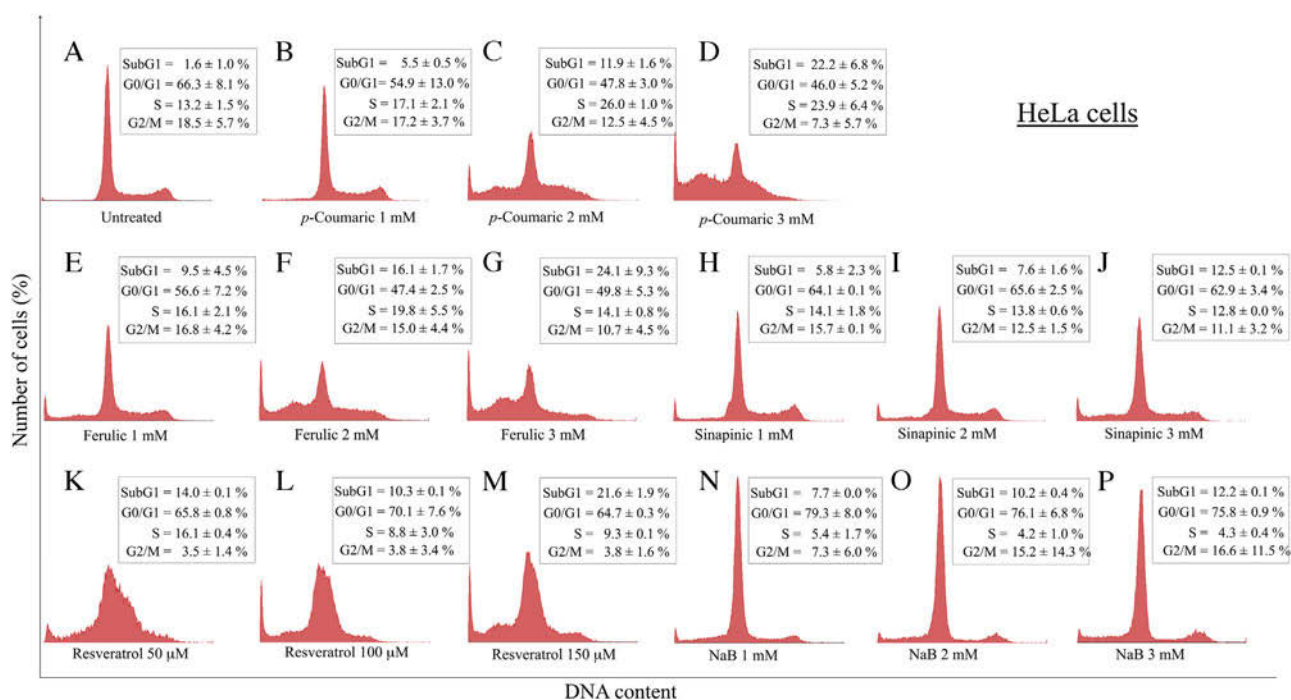 HeLa cells
Number of cells (%)
A
SubG1 = 1.6 ± 1.0 %
G0/G1 = 66.3 ± 8.1 %
S = 13.2 ± 1.5 %
G2/M = 18.5 ± 5.7 %
Untreated
B
SubG1 = 5.5 ± 0.5 %
G0/G1= 54.9 ± 13.0 %
S = 17.1 ± 2.1 %
G2/M = 17.2 ± 3.7 %
p-Coumaric 1 mM
C
SubG1 = 11.9 ± 1.6 %
G0/G1 = 47.8 ± 3.0 %
S = 26.0 ± 1.0 %
G2/M = 12.5 ± 4.5 %
p-Coumaric 2 mM
D
SubG1 = 22.2 ± 6.8 %
G0/G1 = 46.0 ± 5.2 %
S = 23.9 ± 6.4 %
G2/M = 7.3 ± 5.7 %
p-Coumaric 3 mM
E
SubG1 = 9.5 ± 4.5 %
G0/G1 = 56.6 ± 7.2 %
S = 16.1 ± 2.1 %
G2/M = 16.8 ± 4.2 %
Ferulic 1 mM
F
SubG1 = 16.1 ± 1.7 %
G0/G1 = 47.4 ± 2.5 %
S = 19.8 ± 5.5 %
G2/M = 15.0 ± 4.4 %
Ferulic 2 mM
G
SubG1 = 24.1 ± 9.3 %
G0/G1 = 49.8 ± 5.3 %
S = 14.1 ± 0.8 %
G2/M = 10.7 ± 4.5 %
Ferulic 3 mM
H
SubG1 = 5.8 ± 2.3 %
G0/G1 = 64.1 ± 0.1 %
S = 14.1 ± 1.8 %
G2/M = 15.7 ± 0.1 %
Sinapinic 1 mM
I
SubG1 = 7.6 ± 1.6 %
G0/G1 = 65.6 ± 2.5 %
S = 13.8 ± 0.6 %
G2/M = 12.5 ± 1.5 %
Sinapinic 2 mM
J
SubG1 = 12.5 ± 0.1 %
G0/G1 = 62.9 ± 3.4 %
S = 12.8 ± 0.0 %
G2/M = 11.1 ± 3.2 %
Sinapinic 3 mM
K
SubG1 = 14.0 ± 0.1 %
G0/G1 = 65.8 ± 0.8 %
S = 16.1 ± 0.4 %
G2/M = 3.5 ± 1.4 %
Resveratrol 50 µM
L
SubG1 = 10.3 ± 0.1 %
G0/G1 = 70.1 ± 7.6 %
S = 8.8 ± 3.0 %
G2/M = 3.8 ± 3.4 %
Resveratrol 100 µM
M
SubG1 = 21.6 ± 1.9 %
G0/G1 = 64.7 ± 0.3 %
S = 9.3 ± 0.1 %
G2/M = 3.8 ± 1.6 %
Resveratrol 150 µM
N
SubG1 = 7.7 ± 0.0 %
G0/G1 = 79.3 ± 8.0 %
S = 5.4 ± 1.7 %
G2/M = 7.3 ± 6.0 %
NaB 1 mM
O
SubG1 = 10.2 ± 0.4 %
G0/G1 = 76.1 ± 6.8 %
S = 4.2 ± 1.0 %
G2/M = 15.2 ± 14.3 %
NaB 2 mM
P
SubG1 = 12.2 ± 0.1 %
G0/G1 = 75.8 ± 0.9 %
S = 4.3 ± 0.4 %
G2/M = 16.6 ± 11.5 %
NaB 3 mM
DNA content